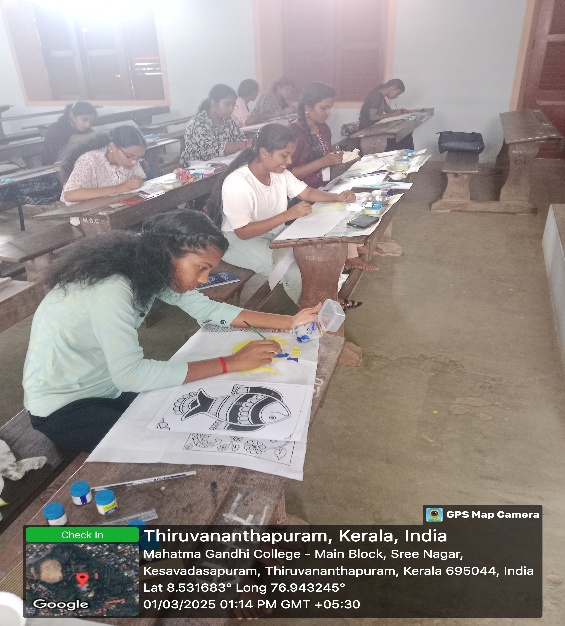 GPS Map Camera
Check In
Thiruvananthapuram, Kerala, India
Mahatma Gandhi College - Main Block, Sree Nagar,
Kesavadasapuram, Thiruvananthapuram, Kerala 695044, India
Lat 8.531683° Long 76.943245°
01/03/2025 01:14 PM GMT +05:30
Google